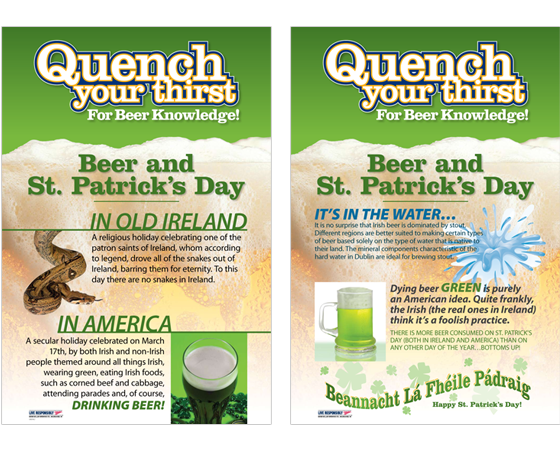 Quench
your thirst
For Beer Knowledge!
Beer and
St. Patrick's Day
IN OLD IRELAND
A religious holiday celebrating one of the
patron saints of Ireland, whom according
to legend, drove all of the snakes out of
Ireland, barring them for eternity. To this
day there are no snakes in Ireland.
IN AMERICA
A secular holiday celebrated on March
17th, by both Irish and non-Irish
people themed around all things Irish,
wearing green, eating Irish foods,
such as corned beef and cabbage,
attending parades and, of course,
DRINKING BEER!
LIVE RESPONSIBLY
Quench
your thirst
For Beer Knowledge!
Beer and
St. Patrick's Day
IT'S IN THE WATER...
It is no surprise that Irish beer is dominated by stout.
Different regions are better suited to making certain types
of beer based solely on the type of water that is native to
their land. The mineral components characteristic of the
hard water in Dublin are ideal for brewing stout.
Dying beer GREEN is purely
an American idea. Quite frankly,
the Irish (the real ones in Ireland)
think it's a foolish practice.
THERE IS MORE BEER CONSUMED ON ST. PATRICK'S
DAY (BOTH IN IRELAND AND AMERICA) THAN ON
ANY OTHER DAY OF THE YEAR...BOTTOMS UP!
Beannacht Lá Fhéile Pádraig
Happy St. Patrick's Day!
LIVE RESPONSIBLY